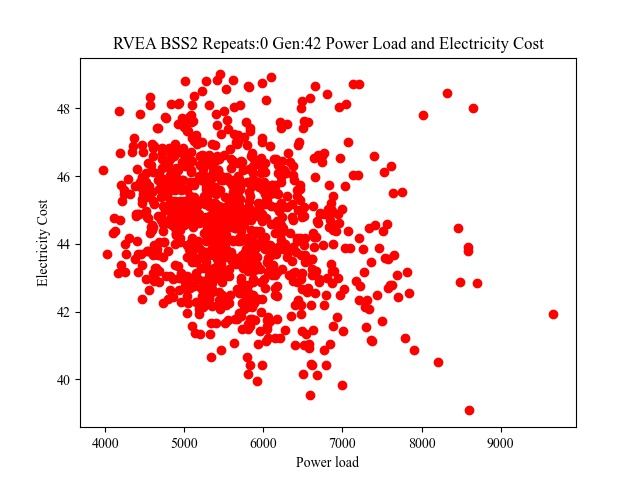 RVEA BSS2 Repeats:0 Gen:42 Power Load and Electricity Cost
Electricity Cost
48
46
44
42
40
4000 5000 6000 7000 8000 9000
Power load